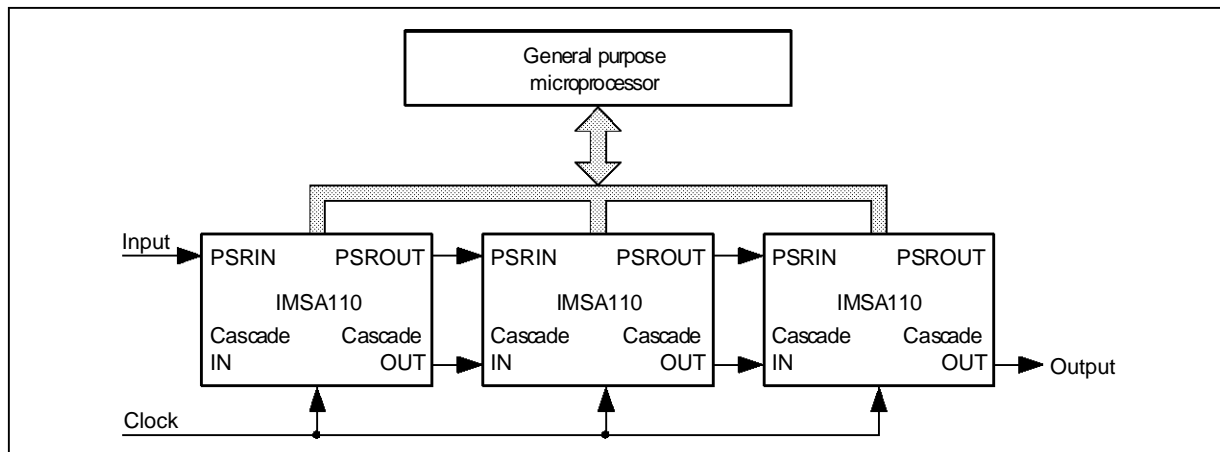 General purpose
microprocessor
Input
PSRIN PSROUT
IMSA110
Cascade Cascade
IN OUT
PSRIN PSROUT
IMSA110
Cascade Cascade
IN OUT
PSRIN PSROUT
IMSA110
Cascade Cascade
IN OUT
Output
Clock